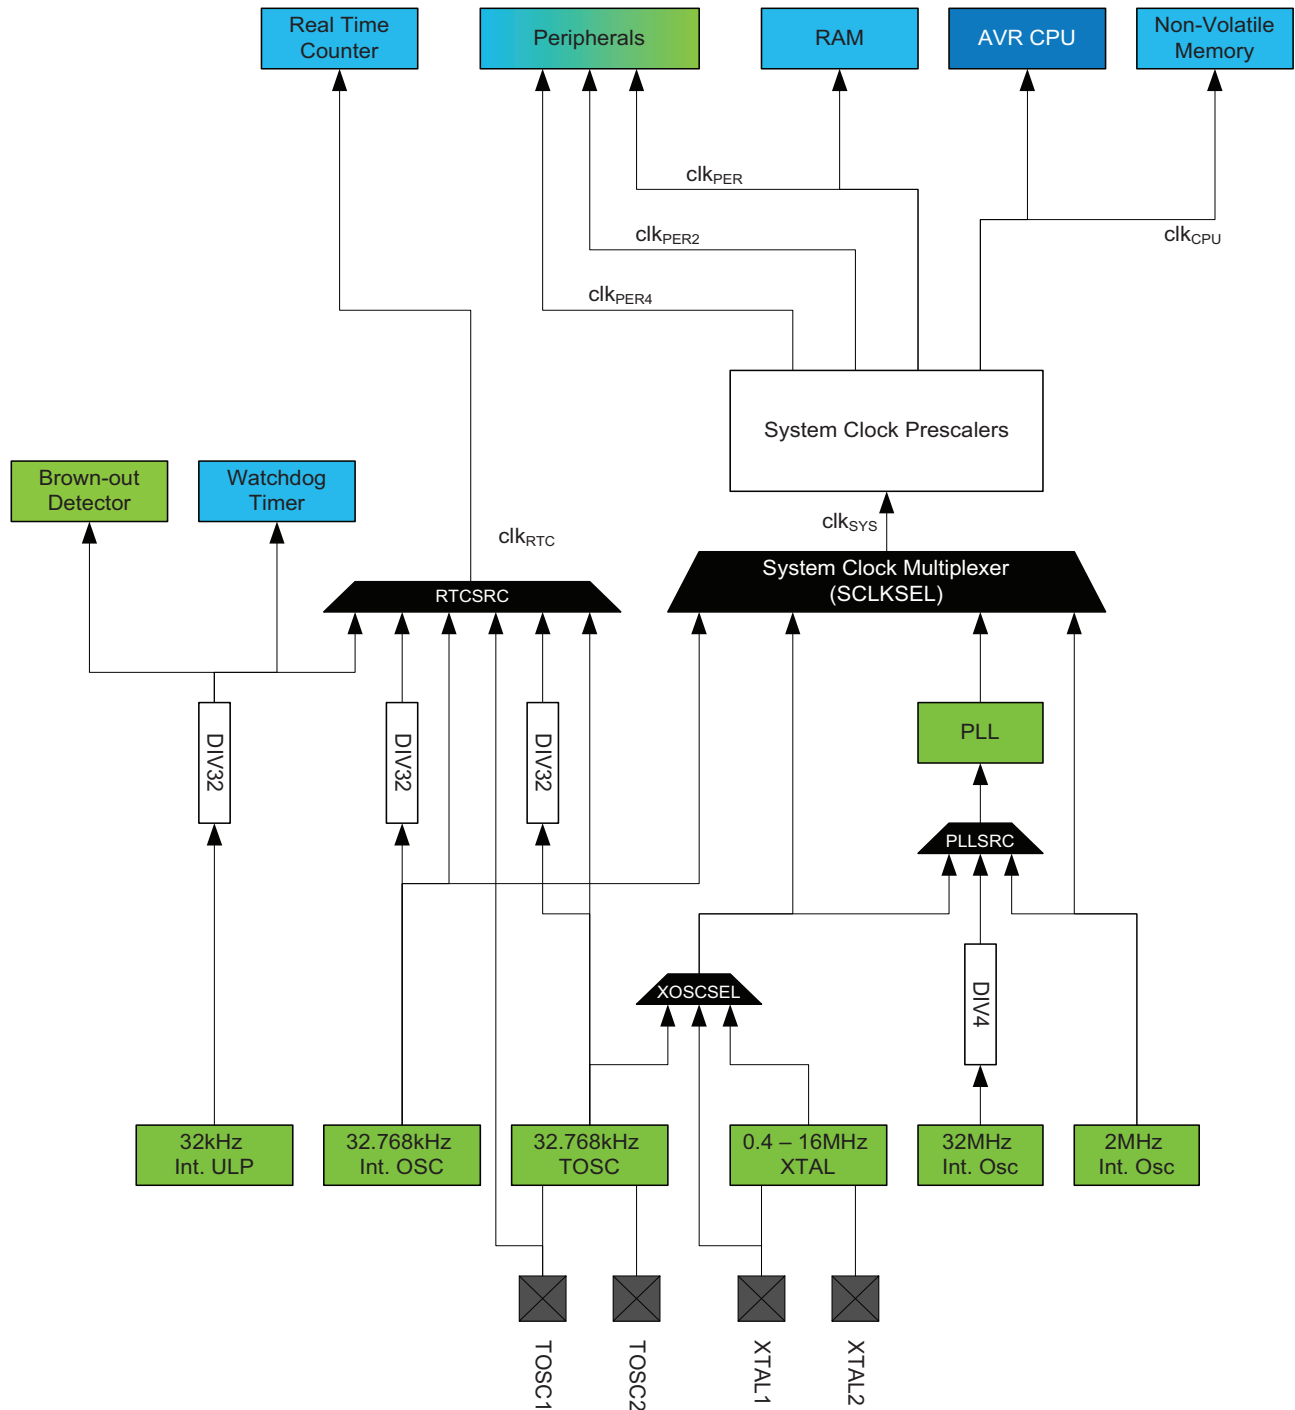 Real Time
Counter
Peripherals
RAM
AVR CPU
Non-Volatile
Memory
clkPER
clkPER2
clkCPU
clkPER4
System Clock Prescalers
Brown-out
Detector
Watchdog
Timer
clkSYS
clkRTC
System Clock Multiplexer
(SCLKSEL)
RTCSRC
DIV32
DIV32
DIV32
PLL
PLLSRC
XOSCSEL
DIV4
32kHz
Int. ULP
32.768kHz
Int. OSC
32.768kHz
TOSC
0.4 – 16MHz
XTAL
32MHz
Int. Osc
2MHz
Int. Osc
TOSC1
TOSC2
XTAL1
XTAL2